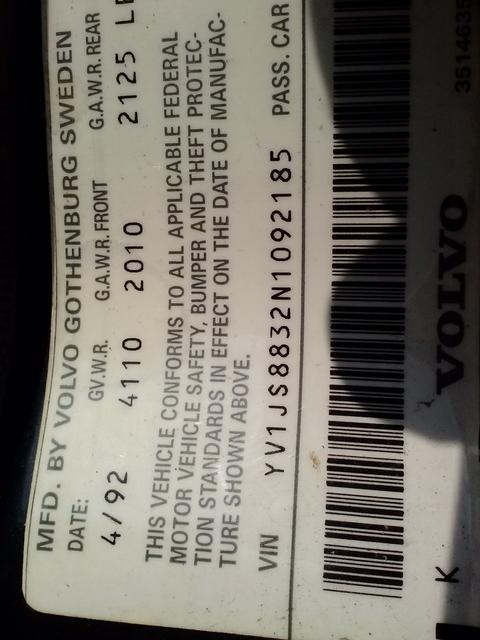 MFD. BY VOLVO GOTHENBURG SWEDEN
DATE: GV.W.R. G.A.W.R. FRONT G.A.W.R. REAR
4/92 4110 2010 2125 L
THIS VEHICLE CONFORMS TO ALL APPLICABLE FEDERAL
MOTOR VEHICLE SAFETY, BUMPER AND THEFT PROTEC-
TION STANDARDS IN EFFECT ON THE DATE OF MANUFAC-
TURE SHOWN ABOVE.
VIN YV1JS8832N1092185 PASS. CAR
K VOLVO 3514635